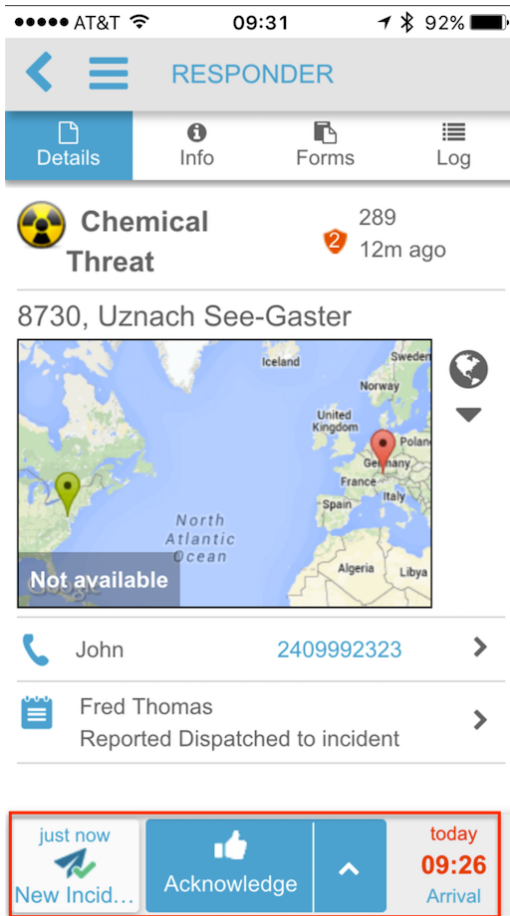 AT&T 09:31 92%
RESPONDER
Details Info Forms Log
Chemical
Threat
289
2 12m ago
8730, Uznach See-Gaster
Iceland
Sweden
Norway
United
Kingdom
Polan
Germany
France
Spain
Italy
North
Atlantic
Ocean
Algeria
Libya
Not available
Google
John 2409992323
Fred Thomas
Reported Dispatched to incident
just now
New Incid...
Acknowledge
today
09:26
Arrival